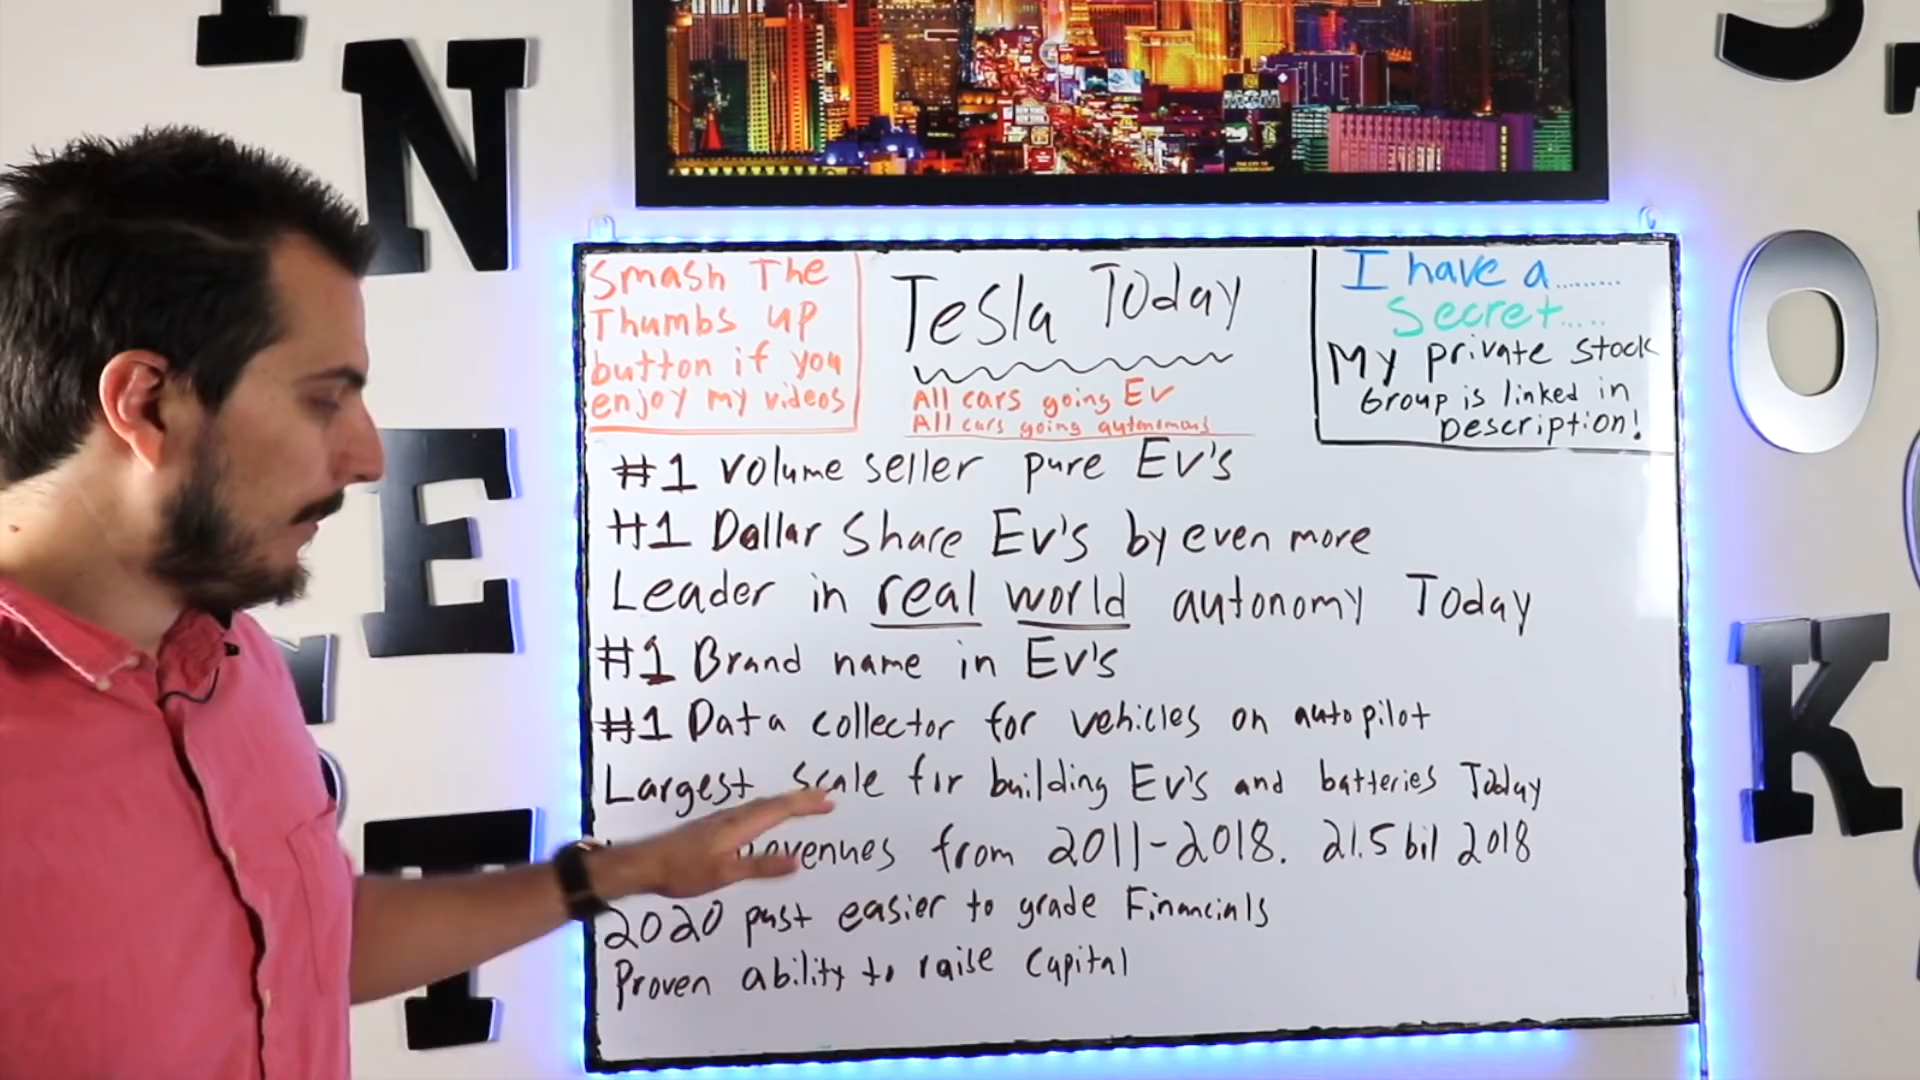 Smash The
Thumbs up
button if you
enjoy my videos
Tesla Today
All cars going EV
All cars going autonomous
I have a........
Secret.....
My private stock
Group is linked in
Description!
#1 volume seller pure EV's
#1 Dollar Share EV's by even more
Leader in real world autonomy Today
#1 Brand name in EV's
#1 Data collector for vehicles on autopilot
Largest scale for building EV's and batteries Today
revenues from 2011-2018. 21.5 bil 2018
2020 past easier to grade Financials
Proven ability to raise capital
MGM
N
E
T
S
O
K